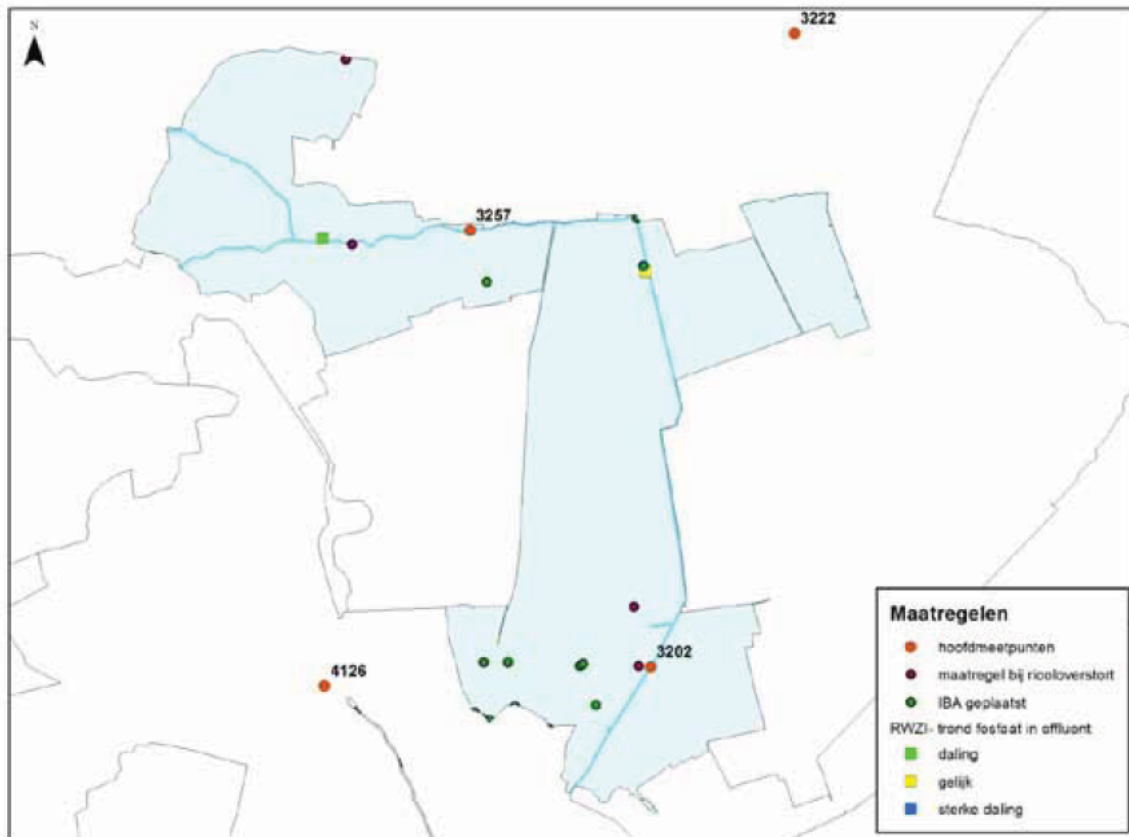 N
3222
3257
3202
4126
Maatregelen
hoofdmeetpunten
maatregel bij riooloverstort
IBA geplaatst
RWZI- trend fosfaat in effluent
daling
gelijk
sterke daling